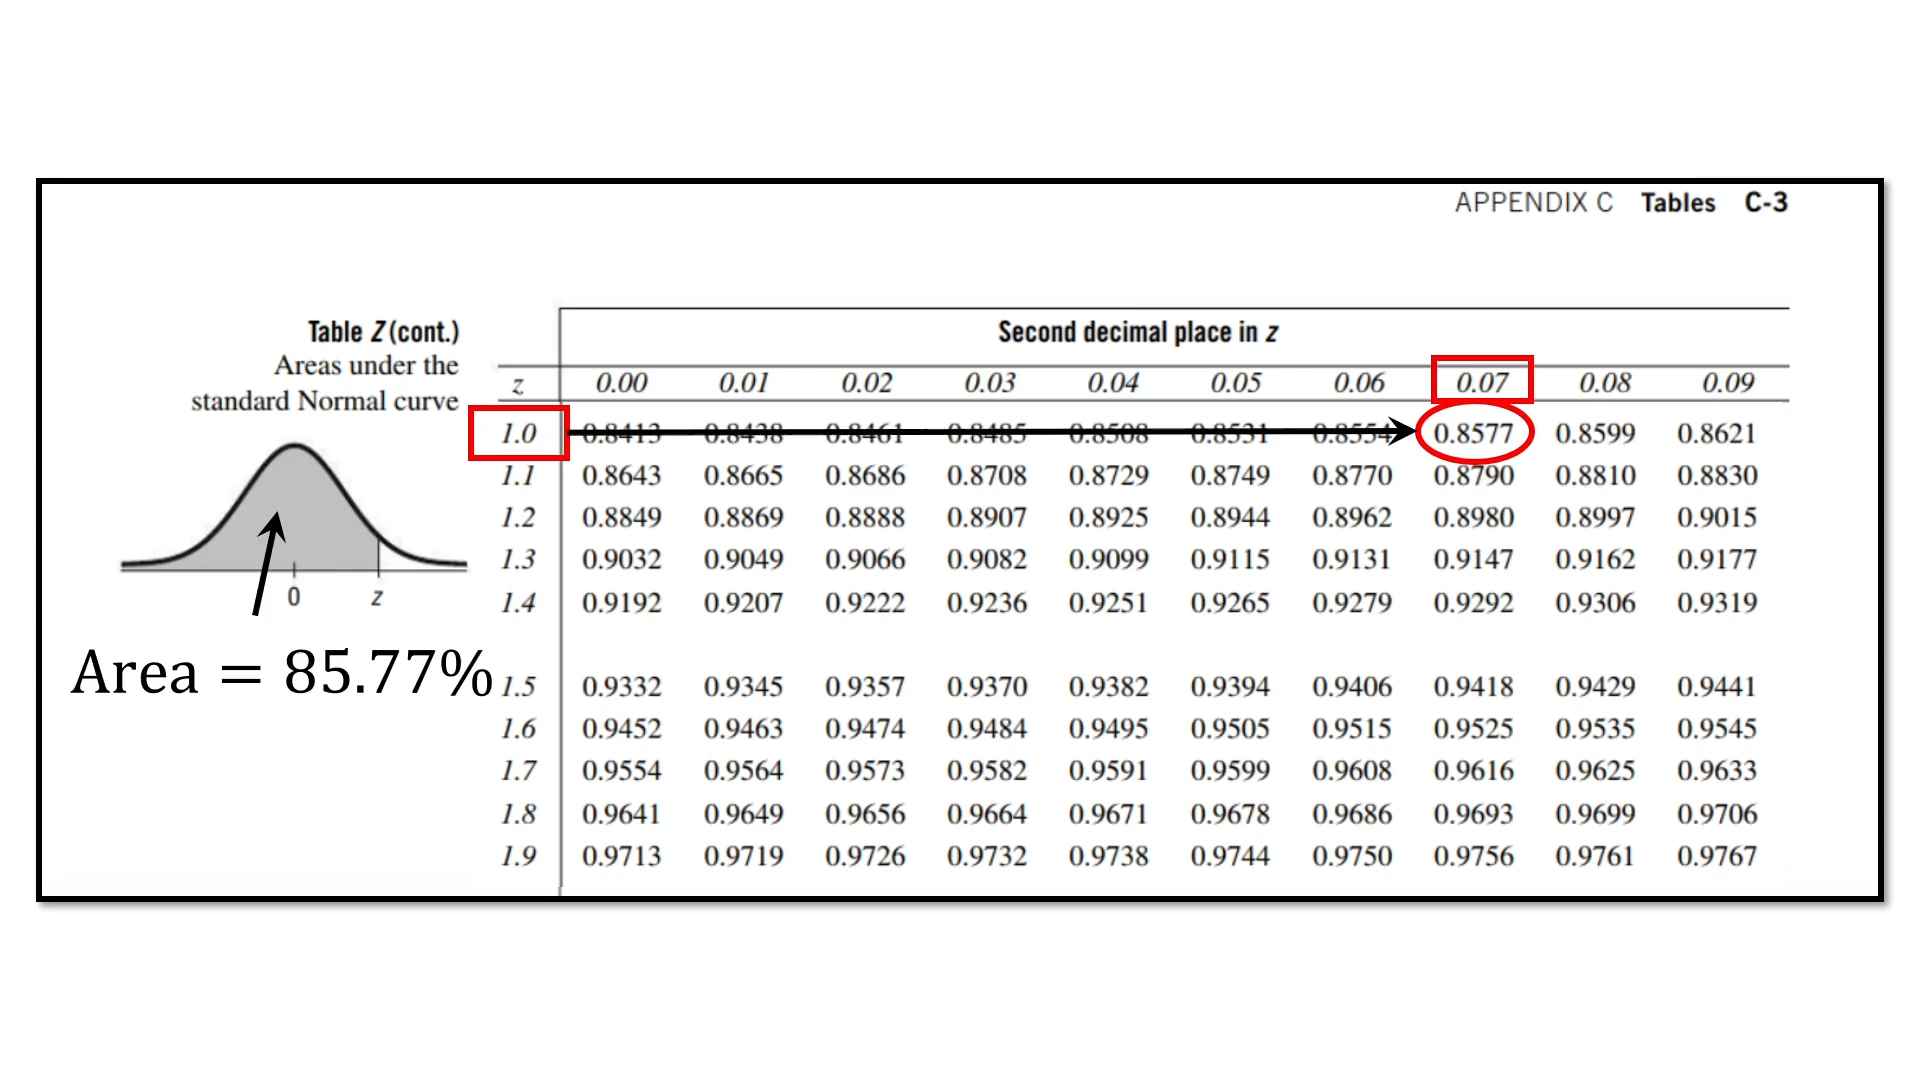 APPENDIX C Tables C-3
Table Z (cont.)
Areas under the
standard Normal curve
0 z
Area = 85.77%
Second decimal place in z
z 0.00 0.01 0.02 0.03 0.04 0.05 0.06 0.07 0.08 0.09
1.0 0.8413 0.8438 0.8461 0.8485 0.8508 0.8531 0.8554 0.8577 0.8599 0.8621
1.1 0.8643 0.8665 0.8686 0.8708 0.8729 0.8749 0.8770 0.8790 0.8810 0.8830
1.2 0.8849 0.8869 0.8888 0.8907 0.8925 0.8944 0.8962 0.8980 0.8997 0.9015
1.3 0.9032 0.9049 0.9066 0.9082 0.9099 0.9115 0.9131 0.9147 0.9162 0.9177
1.4 0.9192 0.9207 0.9222 0.9236 0.9251 0.9265 0.9279 0.9292 0.9306 0.9319
1.5 0.9332 0.9345 0.9357 0.9370 0.9382 0.9394 0.9406 0.9418 0.9429 0.9441
1.6 0.9452 0.9463 0.9474 0.9484 0.9495 0.9505 0.9515 0.9525 0.9535 0.9545
1.7 0.9554 0.9564 0.9573 0.9582 0.9591 0.9599 0.9608 0.9616 0.9625 0.9633
1.8 0.9641 0.9649 0.9656 0.9664 0.9671 0.9678 0.9686 0.9693 0.9699 0.9706
1.9 0.9713 0.9719 0.9726 0.9732 0.9738 0.9744 0.9750 0.9756 0.9761 0.9767